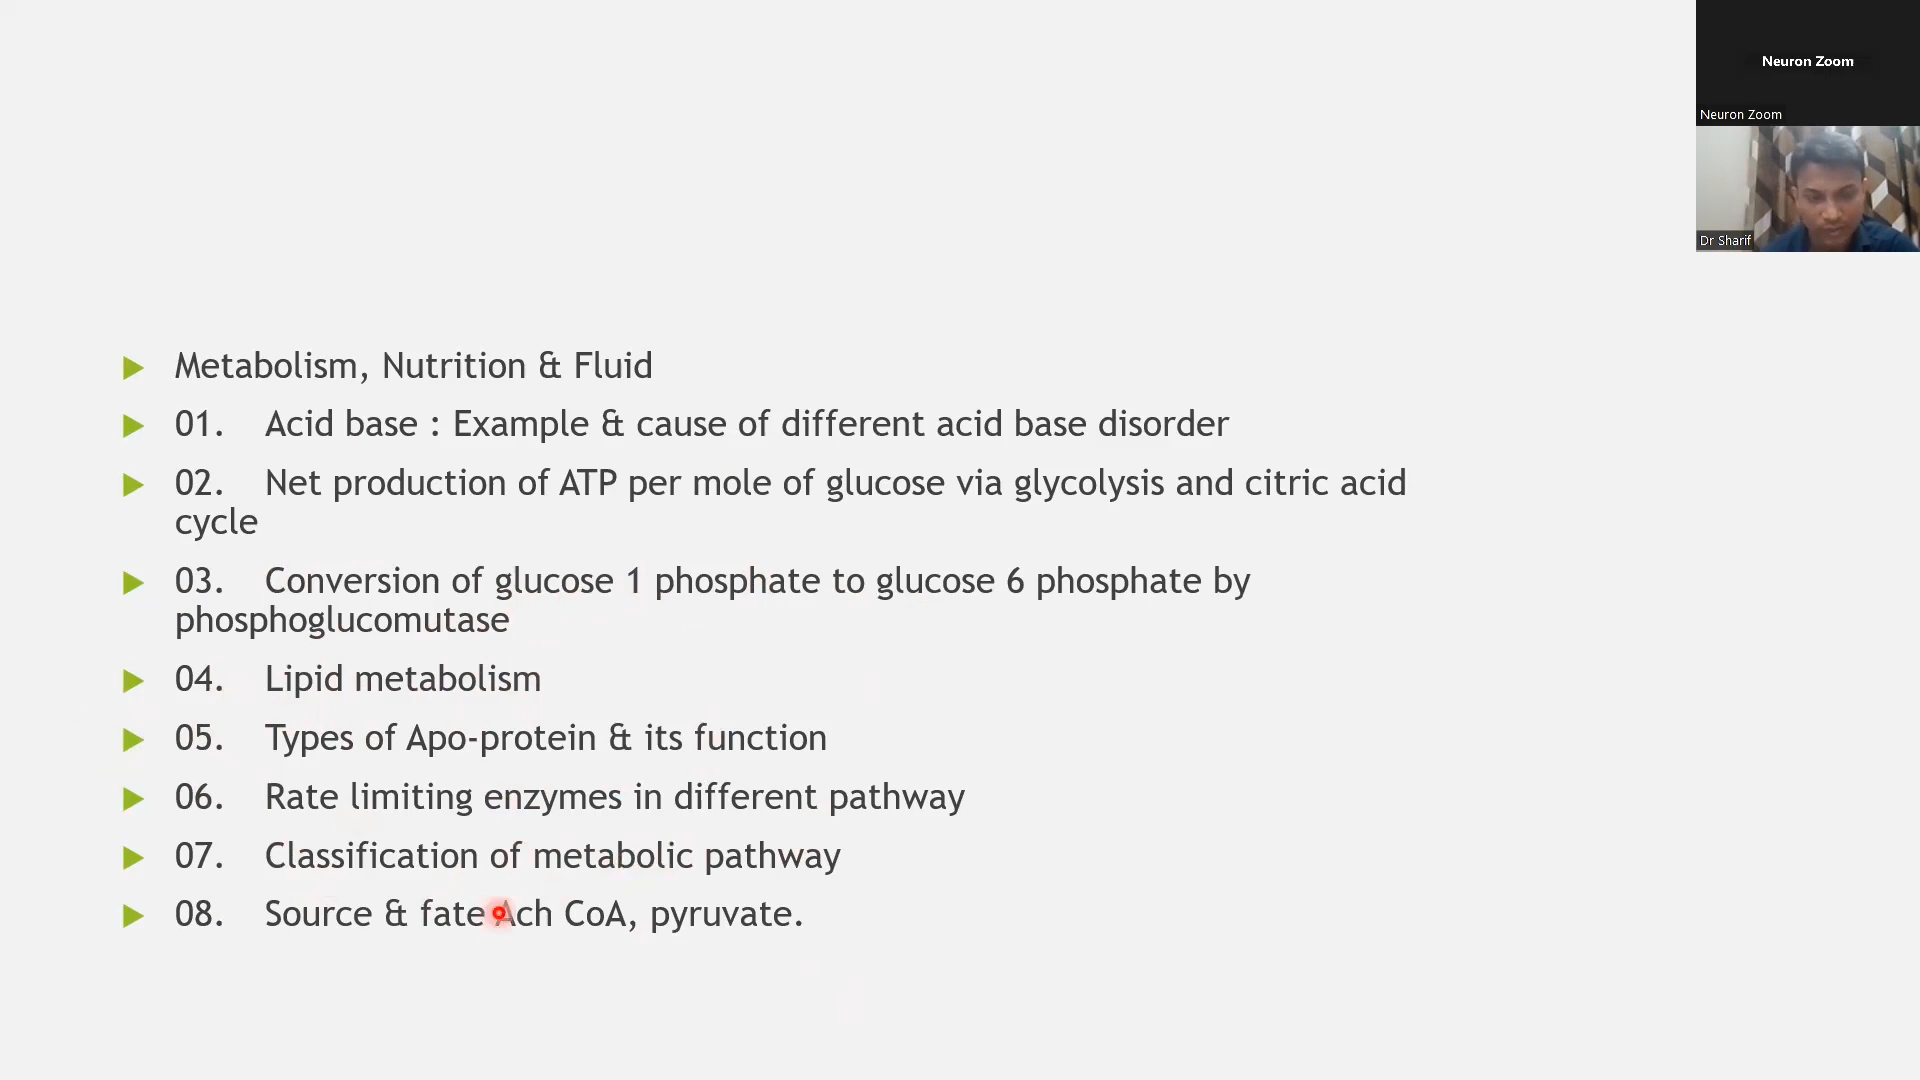 Neuron Zoom
Neuron Zoom
Dr Sharif
Metabolism, Nutrition & Fluid
01. Acid base : Example & cause of different acid base disorder
02. Net production of ATP per mole of glucose via glycolysis and citric acid
cycle
03. Conversion of glucose 1 phosphate to glucose 6 phosphate by
phosphoglucomutase
04. Lipid metabolism
05. Types of Apo-protein & its function
06. Rate limiting enzymes in different pathway
07. Classification of metabolic pathway
08. Source & fate Ach CoA, pyruvate.